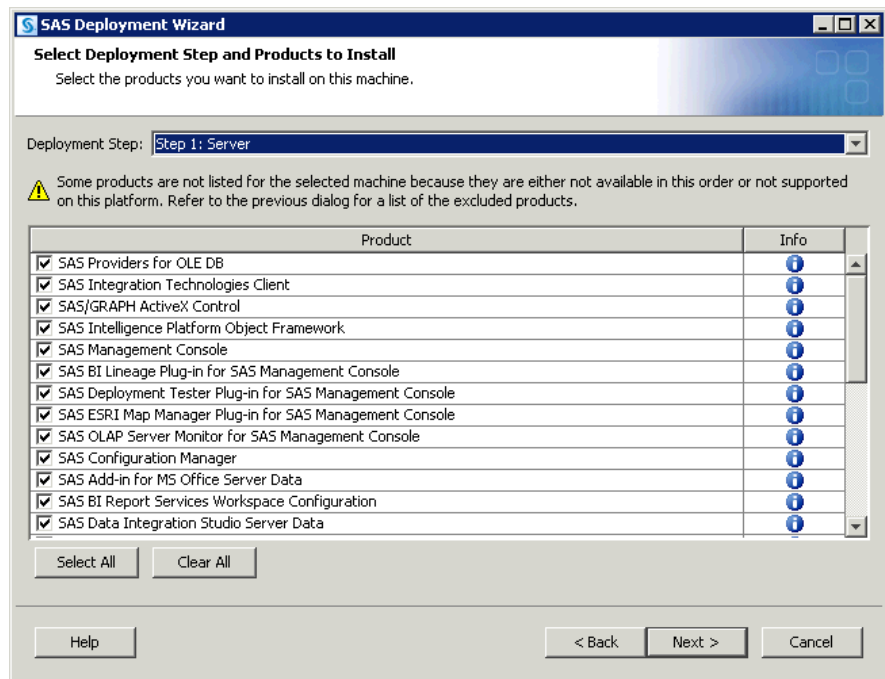 SAS Deployment Wizard
Select Deployment Step and Products to Install
Select the products you want to install on this machine.
Deployment Step: Step 1: Server
Some products are not listed for the selected machine because they are either not available in this order or not supported
on this platform. Refer to the previous dialog for a list of the excluded products.
Product Info
SAS Providers for OLE DB
SAS Integration Technologies Client
SAS/GRAPH ActiveX Control
SAS Intelligence Platform Object Framework
SAS Management Console
SAS BI Lineage Plug-in for SAS Management Console
SAS Deployment Tester Plug-in for SAS Management Console
SAS ESRI Map Manager Plug-in for SAS Management Console
SAS OLAP Server Monitor for SAS Management Console
SAS Configuration Manager
SAS Add-in for MS Office Server Data
SAS BI Report Services Workspace Configuration
SAS Data Integration Studio Server Data
Select All Clear All
Help < Back Next > Cancel